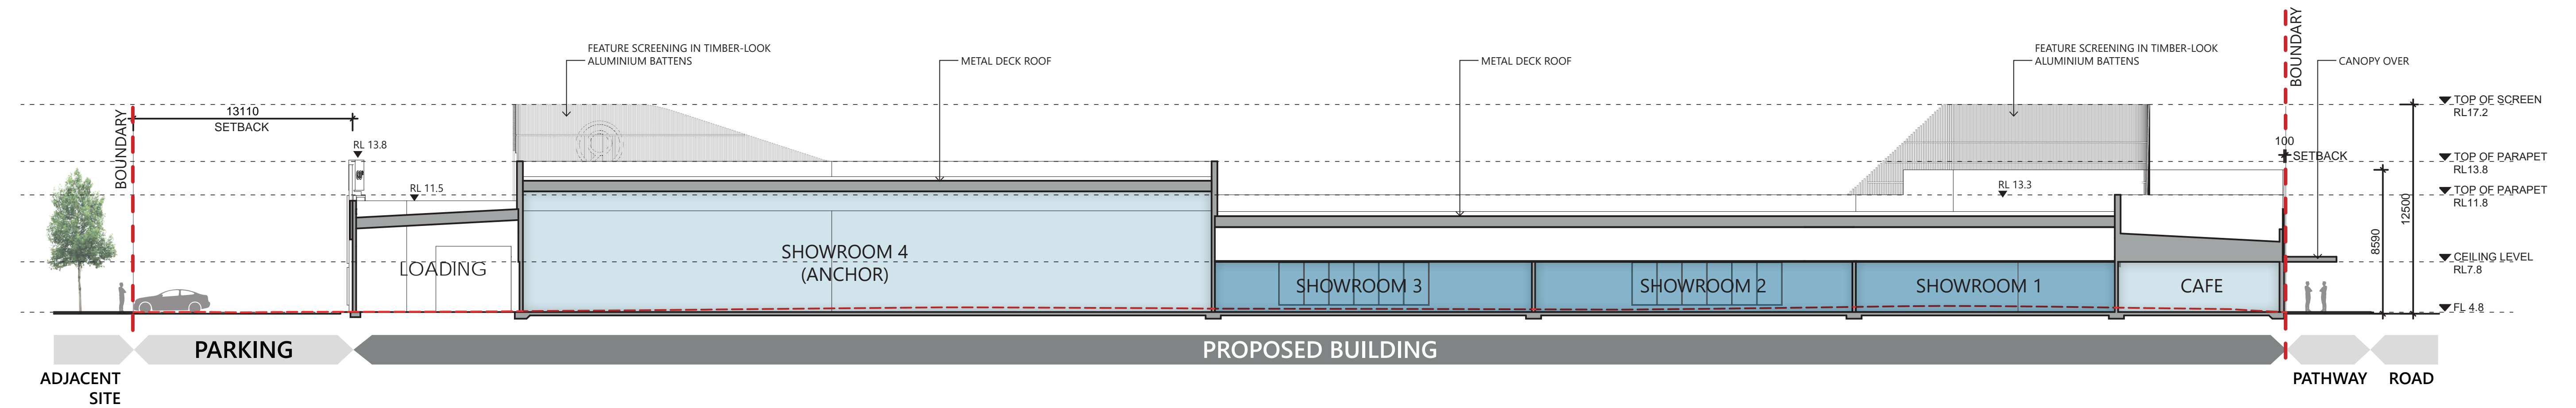 FEATURE SCREENING IN TIMBER-LOOK
ALUMINIUM BATTENS
METAL DECK ROOF
METAL DECK ROOF
FEATURE SCREENING IN TIMBER-LOOK
ALUMINIUM BATTENS
BOUNDARY
CANOPY OVER
BOUNDARY
13110
SETBACK
RL 13.8
RL 11.5
RL 13.3
100
SETBACK
TOP OF SCREEN
RL17.2
TOP OF PARAPET
RL13.8
TOP OF PARAPET
RL11.8
12500
8590
CEILING LEVEL
RL7.8
FL 4.8
LOADING
SHOWROOM 4
(ANCHOR)
SHOWROOM 3
SHOWROOM 2
SHOWROOM 1
CAFE
PARKING
PROPOSED BUILDING
ADJACENT
SITE
PATHWAY
ROAD